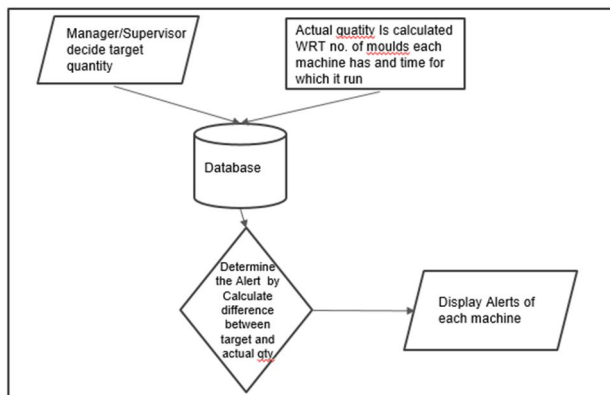 Manager/Supervisor
decide target
quantity
Actual quatity Is calculated
WRT no. of moulds each
machine has and time for
which it run
Database
Determine
the Alert by
Calculate
difference
between
target and
actual qty
Display Alerts of
each machine